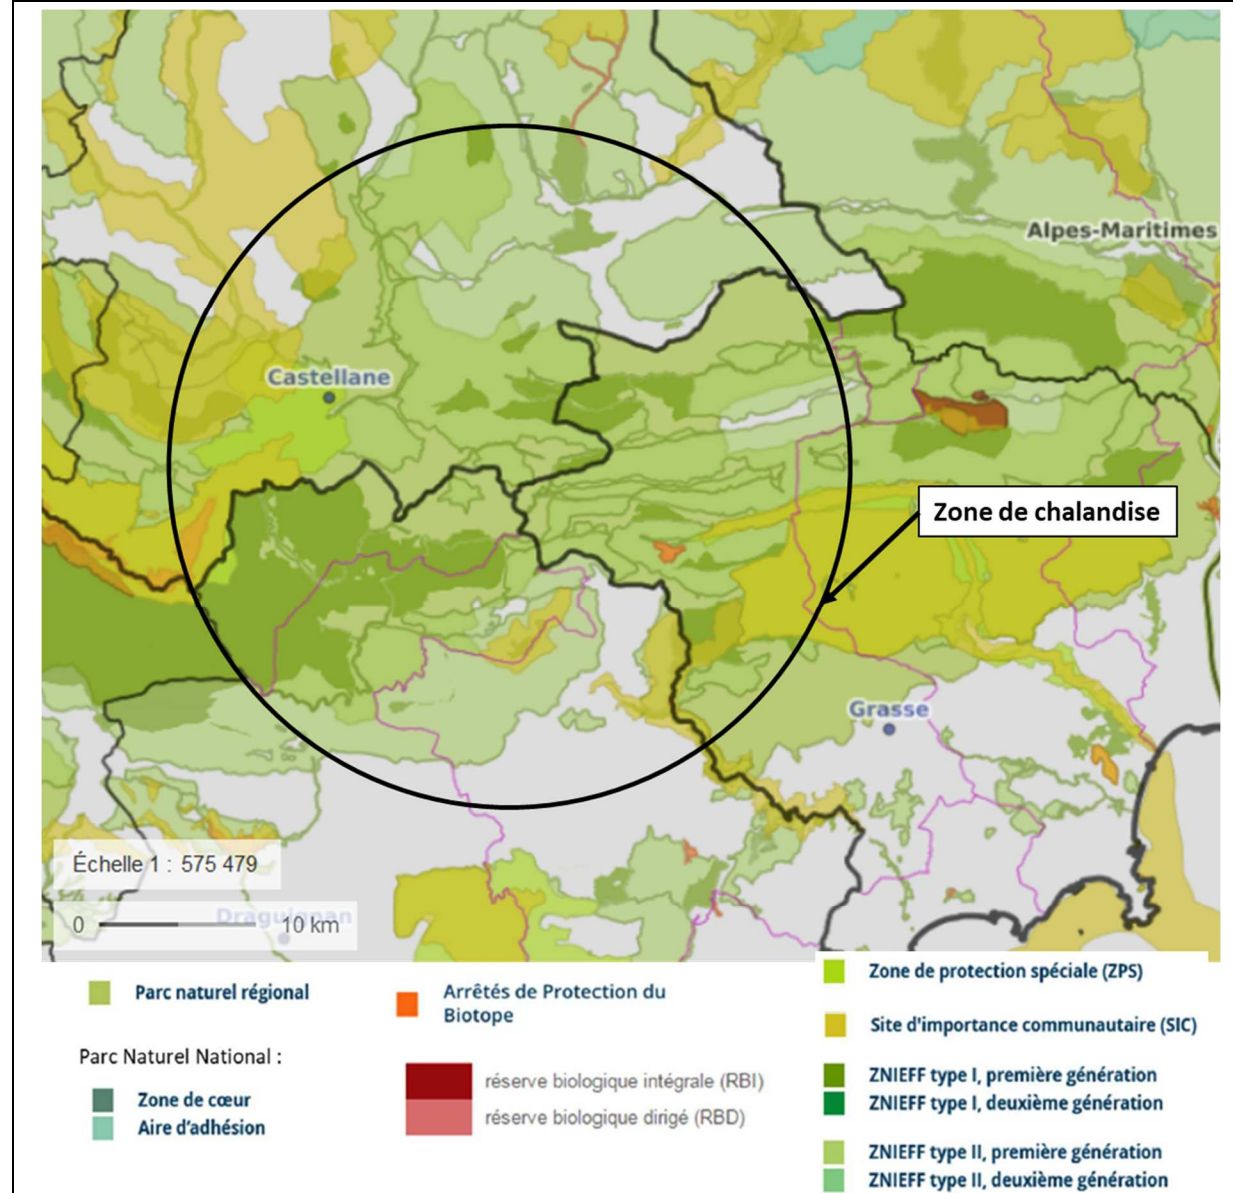 Alpes-Maritimes
Castellane
Zone de chalandise
Grasse
Échelle 1 : 575 479
Draguignan
0 10 km
Parc naturel régional
Parc Naturel National :
Zone de cœur
Aire d'adhésion
Arrêtés de Protection du
Biotope
réserve biologique intégrale (RBI)
réserve biologique dirigé (RBD)
Zone de protection spéciale (ZPS)
Site d'importance communautaire (SIC)
ZNIEFF type I, première génération
ZNIEFF type I, deuxième génération
ZNIEFF type II, première génération
ZNIEFF type II, deuxième génération